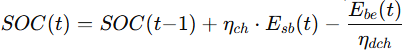 SOC(t) = SOC(t−1) + η_ch · E_sb(t) − E_be(t)/η_dch